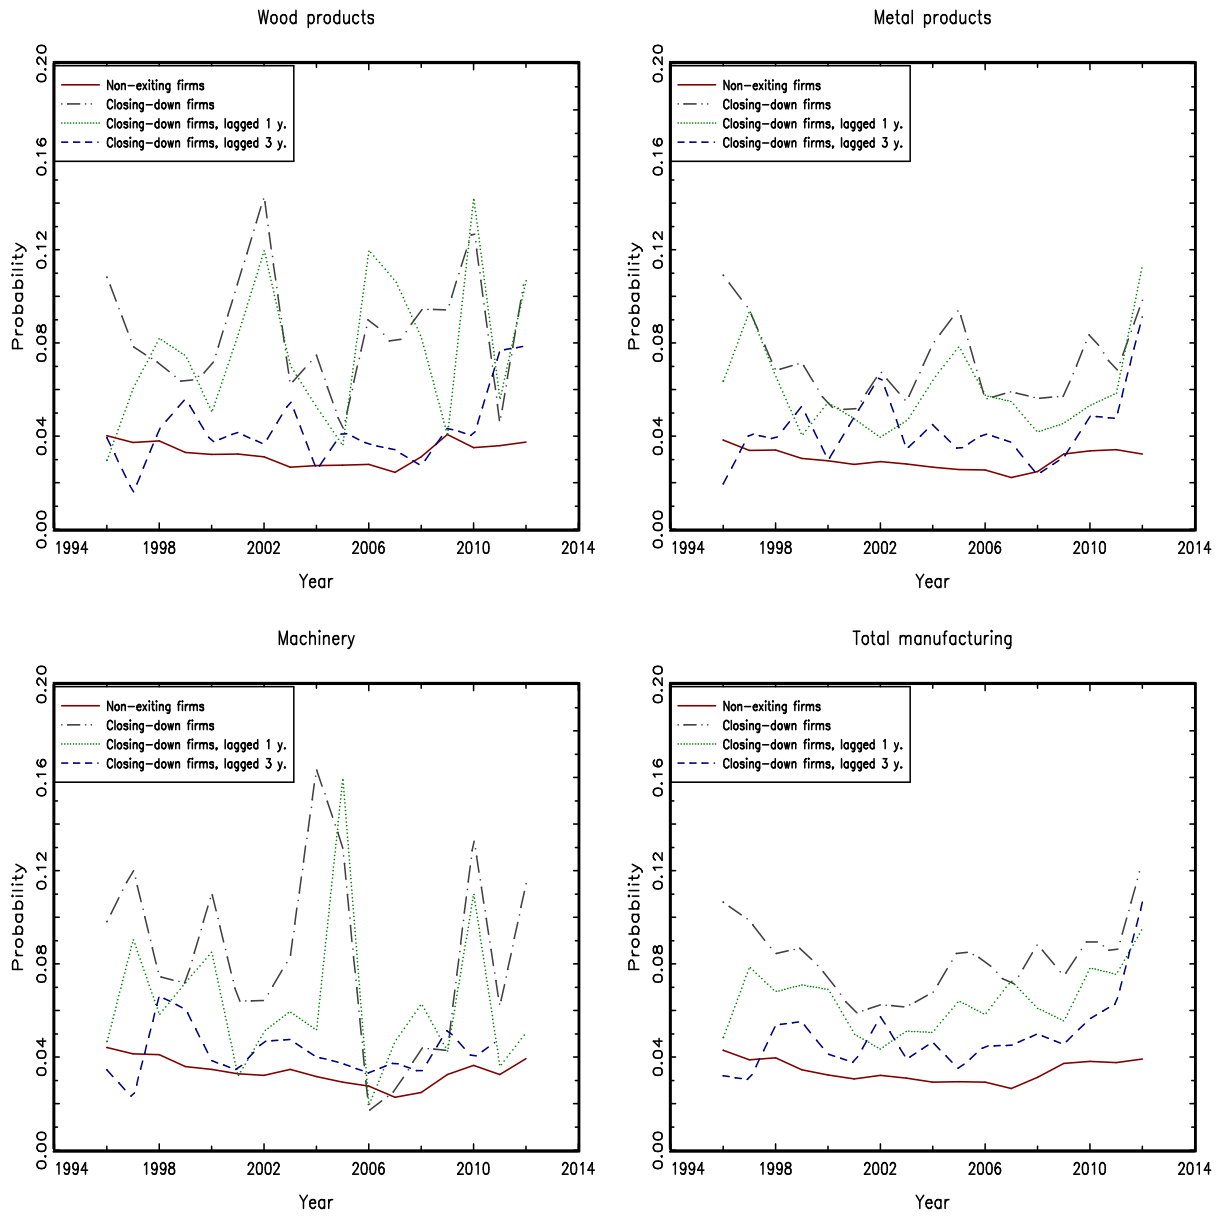 Wood products
Non-exiting firms
Closing-down firms
Closing-down firms, lagged 1 y.
Closing-down firms, lagged 3 y.
Probability
0.20
0.16
0.12
0.08
0.04
0.00
1994 1998 2002 2006 2010 2014
Year
Metal products
Non-exiting firms
Closing-down firms
Closing-down firms, lagged 1 y.
Closing-down firms, lagged 3 y.
Probability
0.20
0.16
0.12
0.08
0.04
0.00
1994 1998 2002 2006 2010 2014
Year
Machinery
Non-exiting firms
Closing-down firms
Closing-down firms, lagged 1 y.
Closing-down firms, lagged 3 y.
Probability
0.20
0.16
0.12
0.08
0.04
0.00
1994 1998 2002 2006 2010 2014
Year
Total manufacturing
Non-exiting firms
Closing-down firms
Closing-down firms, lagged 1 y.
Closing-down firms, lagged 3 y.
Probability
0.20
0.16
0.12
0.08
0.04
0.00
1994 1998 2002 2006 2010 2014
Year